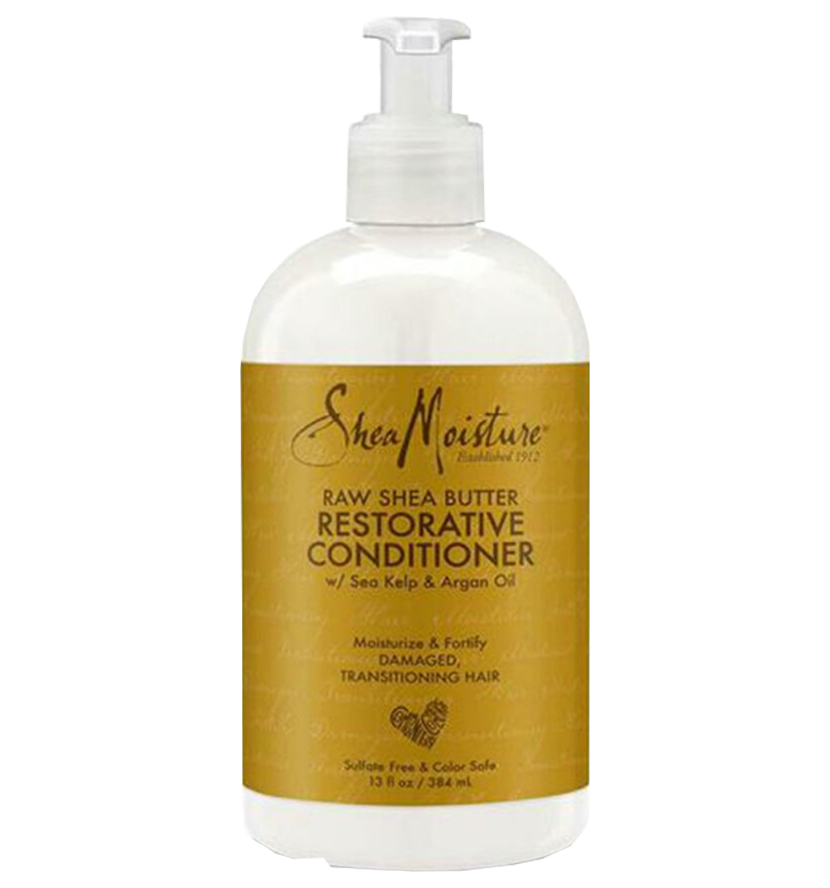 SheaMoisture®
Established 1912
RAW SHEA BUTTER
RESTORATIVE
CONDITIONER
w/ Sea Kelp & Argan Oil
Moisturize & Fortify
DAMAGED,
TRANSITIONING HAIR
Sulfate Free & Color Safe
13 fl oz / 384 mL